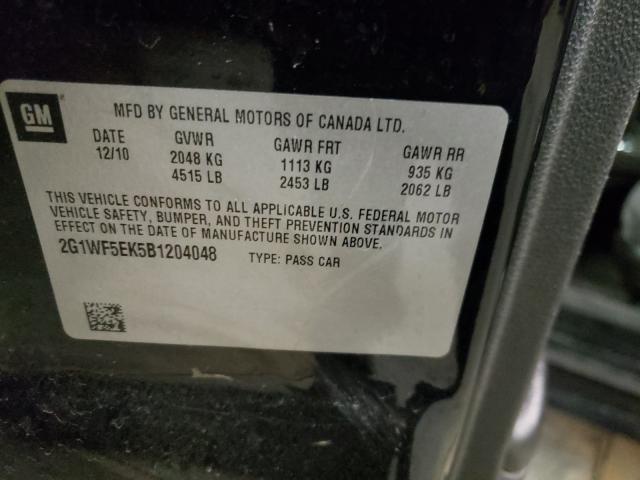 GM
MFD BY GENERAL MOTORS OF CANADA LTD.
DATE GVWR GAWR FRT GAWR RR
12/10 2048 KG 1113 KG 935 KG
4515 LB 2453 LB 2062 LB
THIS VEHICLE CONFORMS TO ALL APPLICABLE U.S. FEDERAL MOTOR
VEHICLE SAFETY, BUMPER, AND THEFT PREVENTION STANDARDS IN
EFFECT ON THE DATE OF MANUFACTURE SHOWN ABOVE.
2G1WF5EK5B1204048 TYPE: PASS CAR